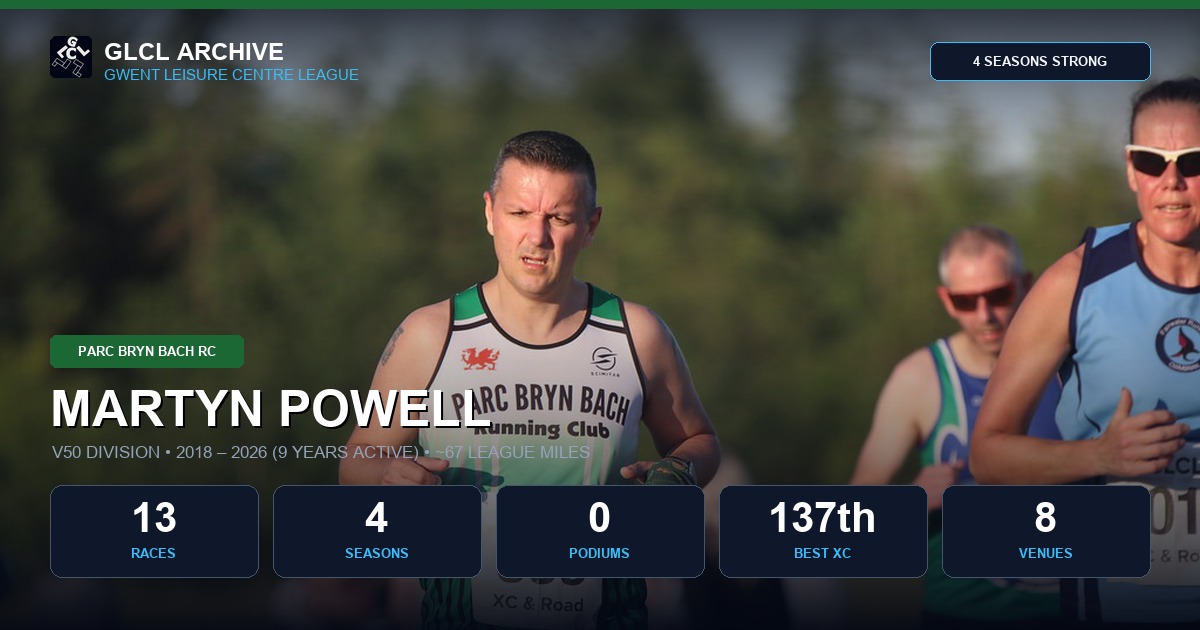 GLCL ARCHIVE
GWENT LEISURE CENTRE LEAGUE
4 SEASONS STRONG
SCIMITAR
PARC BRYN BACH
Running Club
PARC BRYN BACH RC
MARTYN POWELL
V50 DIVISION • 2018 – 2026 (9 YEARS ACTIVE) • ~67 LEAGUE MILES
13
RACES
4
SEASONS
0
PODIUMS
137th
BEST XC
8
VENUES
XC & Road